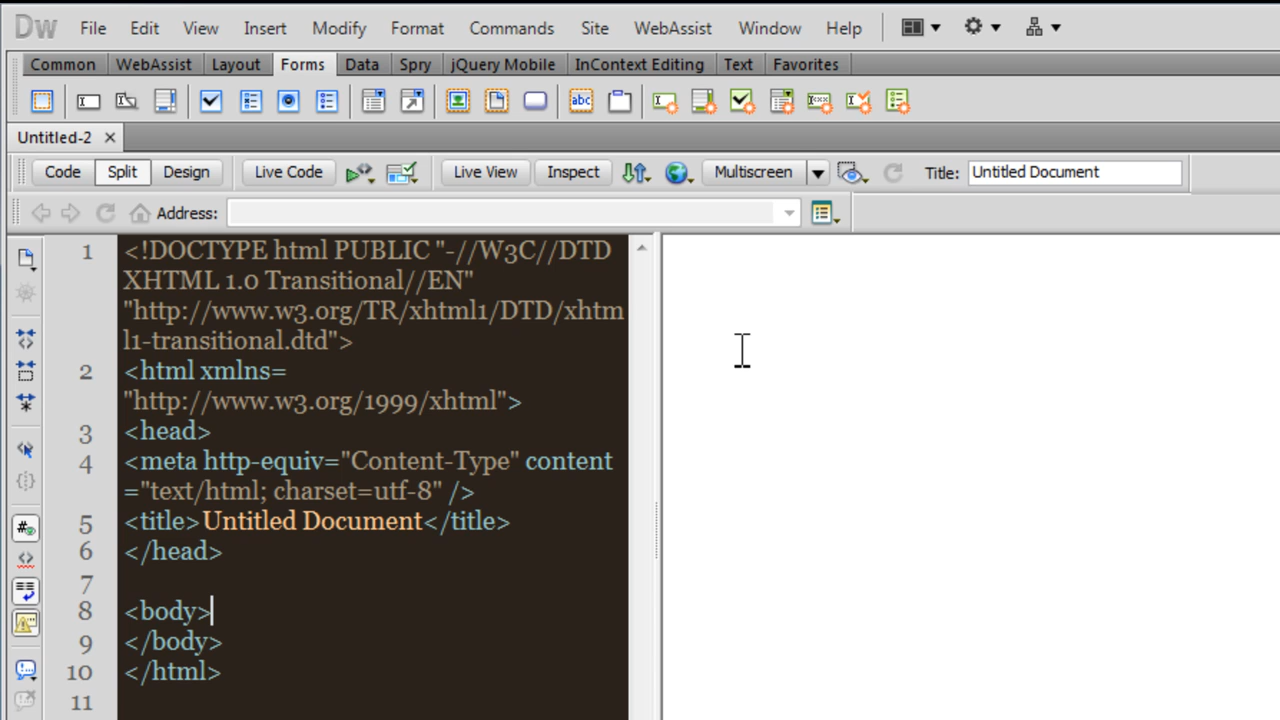 Dw File Edit View Insert Modify Format Commands Site WebAssist Window Help
Common WebAssist Layout Forms Data Spry jQuery Mobile InContext Editing Text Favorites
abc
Untitled-2
Code Split Design Live Code Live View Inspect Multiscreen Title: Untitled Document
Address:
1 <!DOCTYPE html PUBLIC "-//W3C//DTD
XHTML 1.0 Transitional//EN"
"http://www.w3.org/TR/xhtml1/DTD/xhtm
l1-transitional.dtd">
2 <html xmlns=
"http://www.w3.org/1999/xhtml">
3 <head>
4 <meta http-equiv="Content-Type" content
="text/html; charset=utf-8" />
5 <title>Untitled Document</title>
6 </head>
7
8 <body>
9 </body>
10 </html>
11